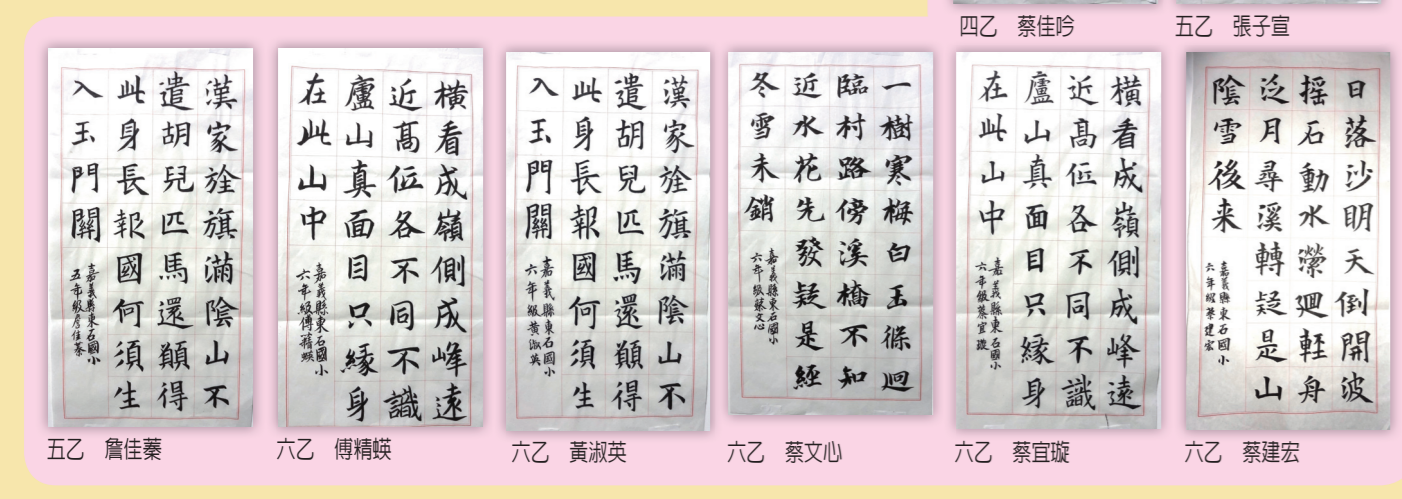 四乙 蔡佳吟
五乙 張子宣
漢家旌旗滿陰山不
遣胡兒匹馬還願得
此身長報國何須生
入玉門關
嘉義縣東石國小
五年級詹佳蓁
五乙 詹佳蓁
橫看成嶺側成峰遠
近高低各不同不識
廬山真面目只緣身
在此山中
嘉義縣東石國小
六年級傅精蝧
六乙 傅精蝧
漢家旌旗滿陰山不
遣胡兒匹馬還願得
此身長報國何須生
入玉門關
嘉義縣東石國小
六年級黃淑英
六乙 黃淑英
一樹寒梅白玉條迥
臨村路傍溪橋不知
近水花先發疑是經
冬雪未銷
嘉義縣東石國小
六年級蔡文心
六乙 蔡文心
橫看成嶺側成峰遠
近高低各不同不識
廬山真面目只緣身
在此山中
嘉義縣東石國小
六年級蔡宜璇
六乙 蔡宜璇
日落沙明天倒開波
搖石動水瀠迴輕舟
泛月尋溪轉疑是山
陰雪後来
嘉義縣東石國小
六年級蔡建宏
六乙 蔡建宏